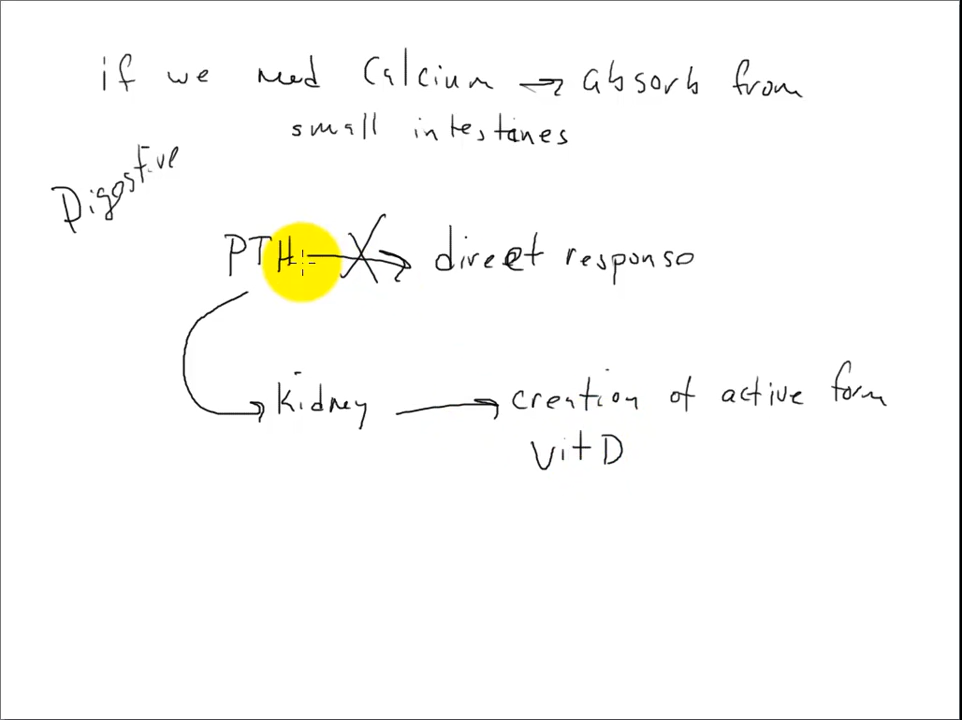 if we need Calcium → absorb from
small intestines
Digestive
PTH → direct response
Kidney → creation of active form
Vit D